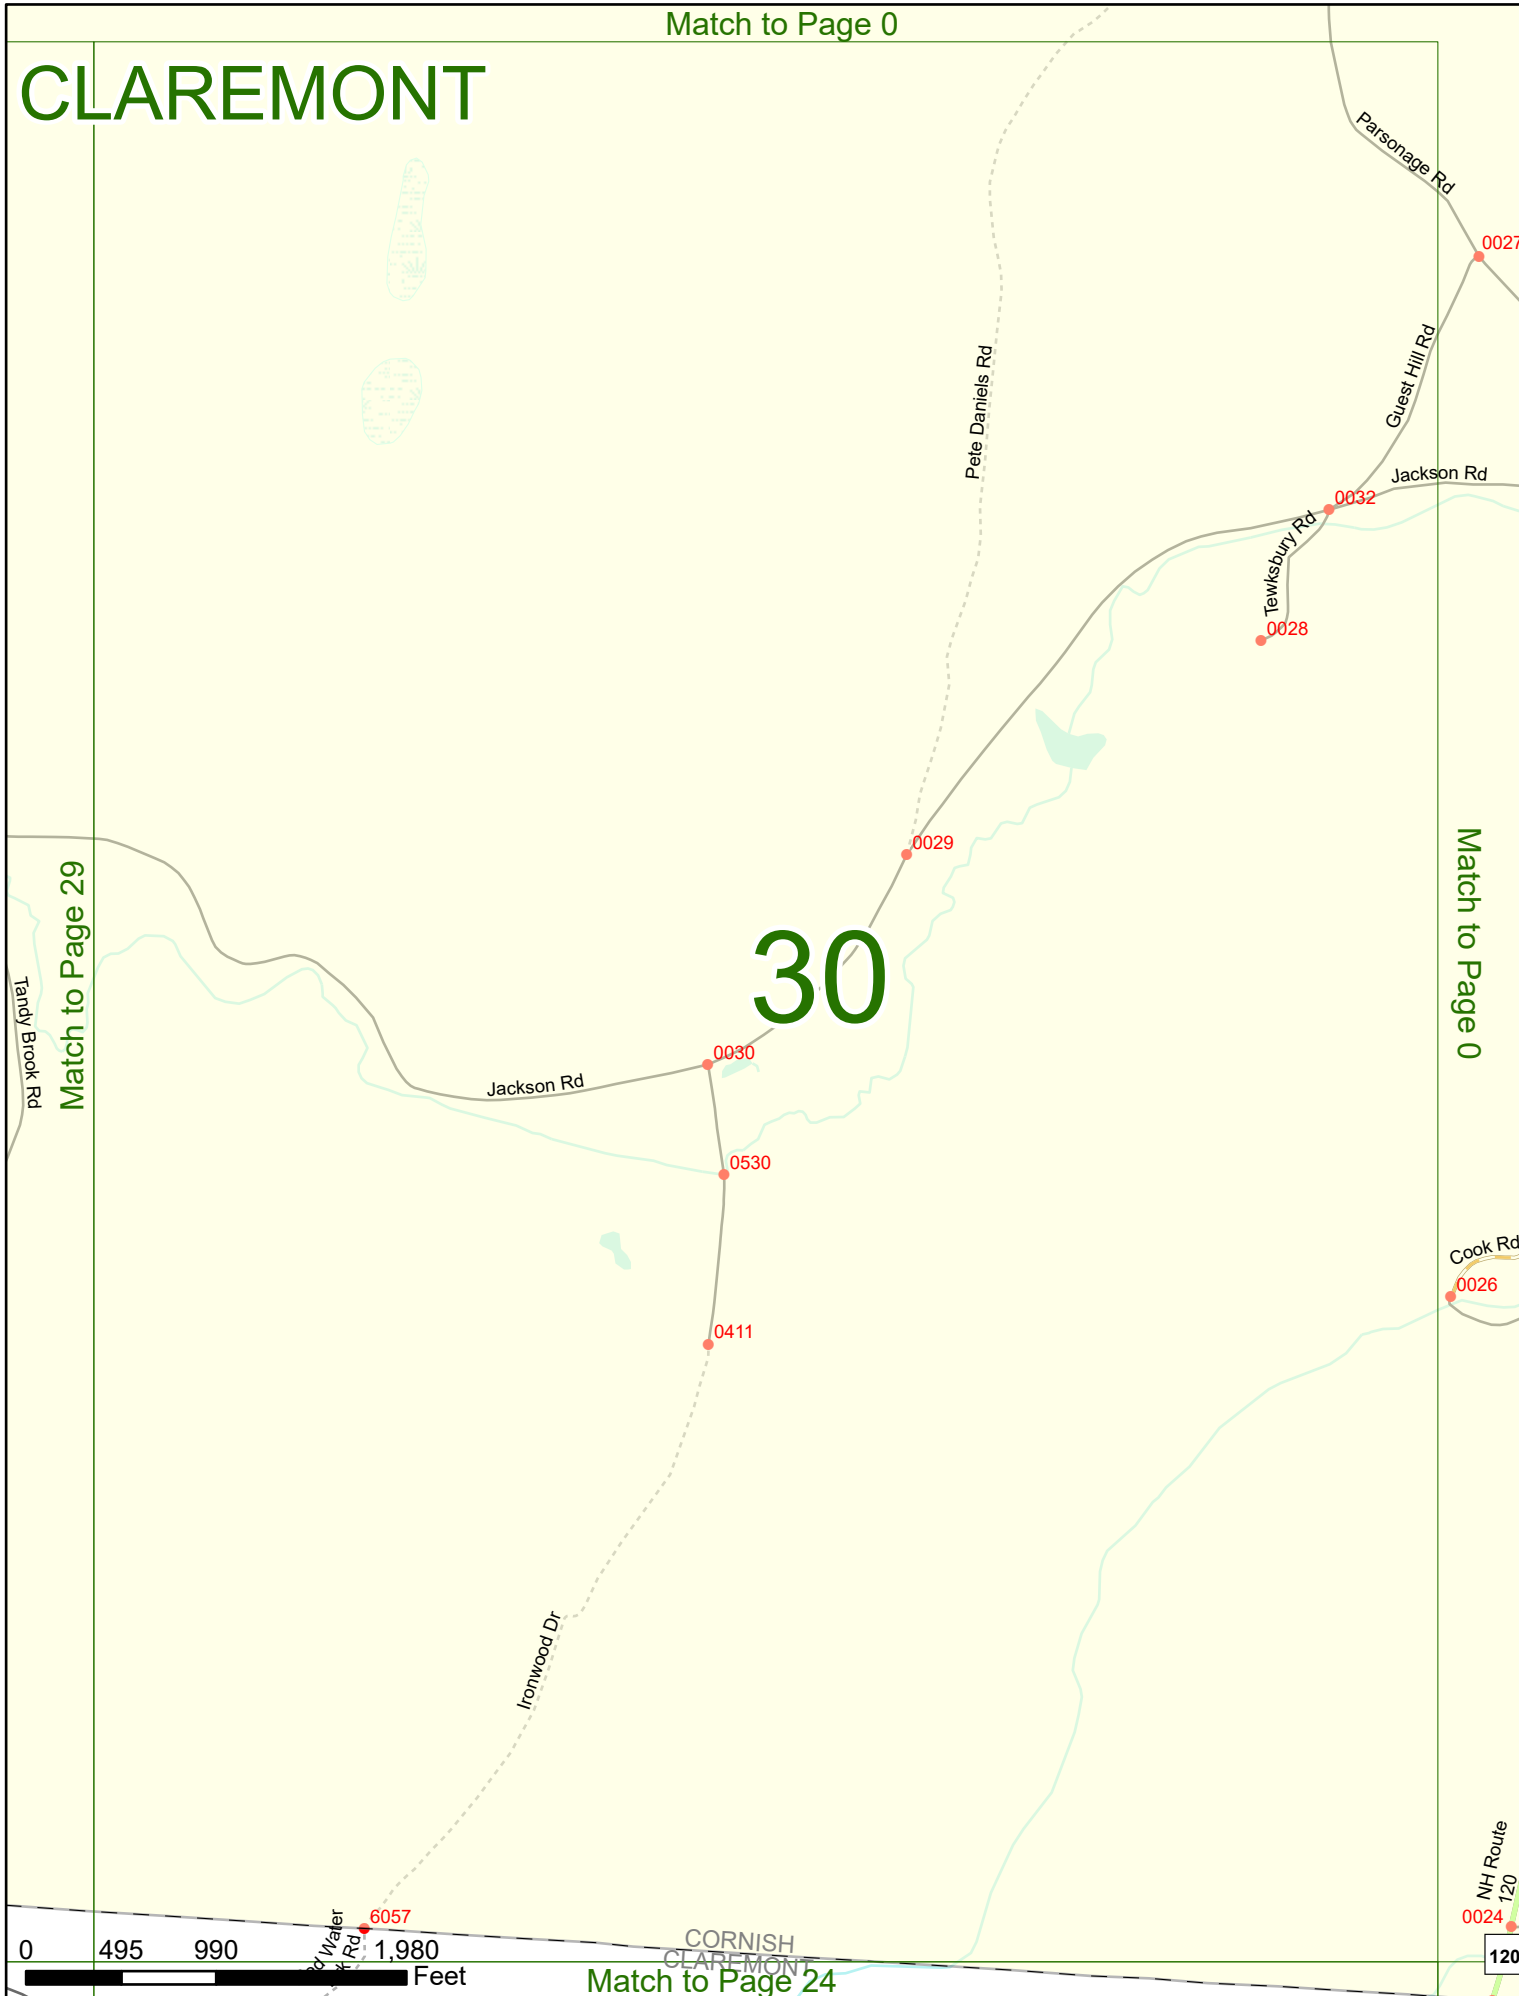 Match to Page 0
CLAREMONT
Parsonage Rd
0027
Guest Hill Rd
Pete Daniels Rd
Jackson Rd
0032
Tewksbury Rd
0028
0029
Match to Page 29
Match to Page 0
30
Tandy Brook Rd
0030
Jackson Rd
0530
Cook Rd
0026
0411
Ironwood Dr
NH Route
120
6057
0024
Water
Rd
CORNISH
CLAREMONT
0 495 990 1,980
Feet
120
Match to Page 24